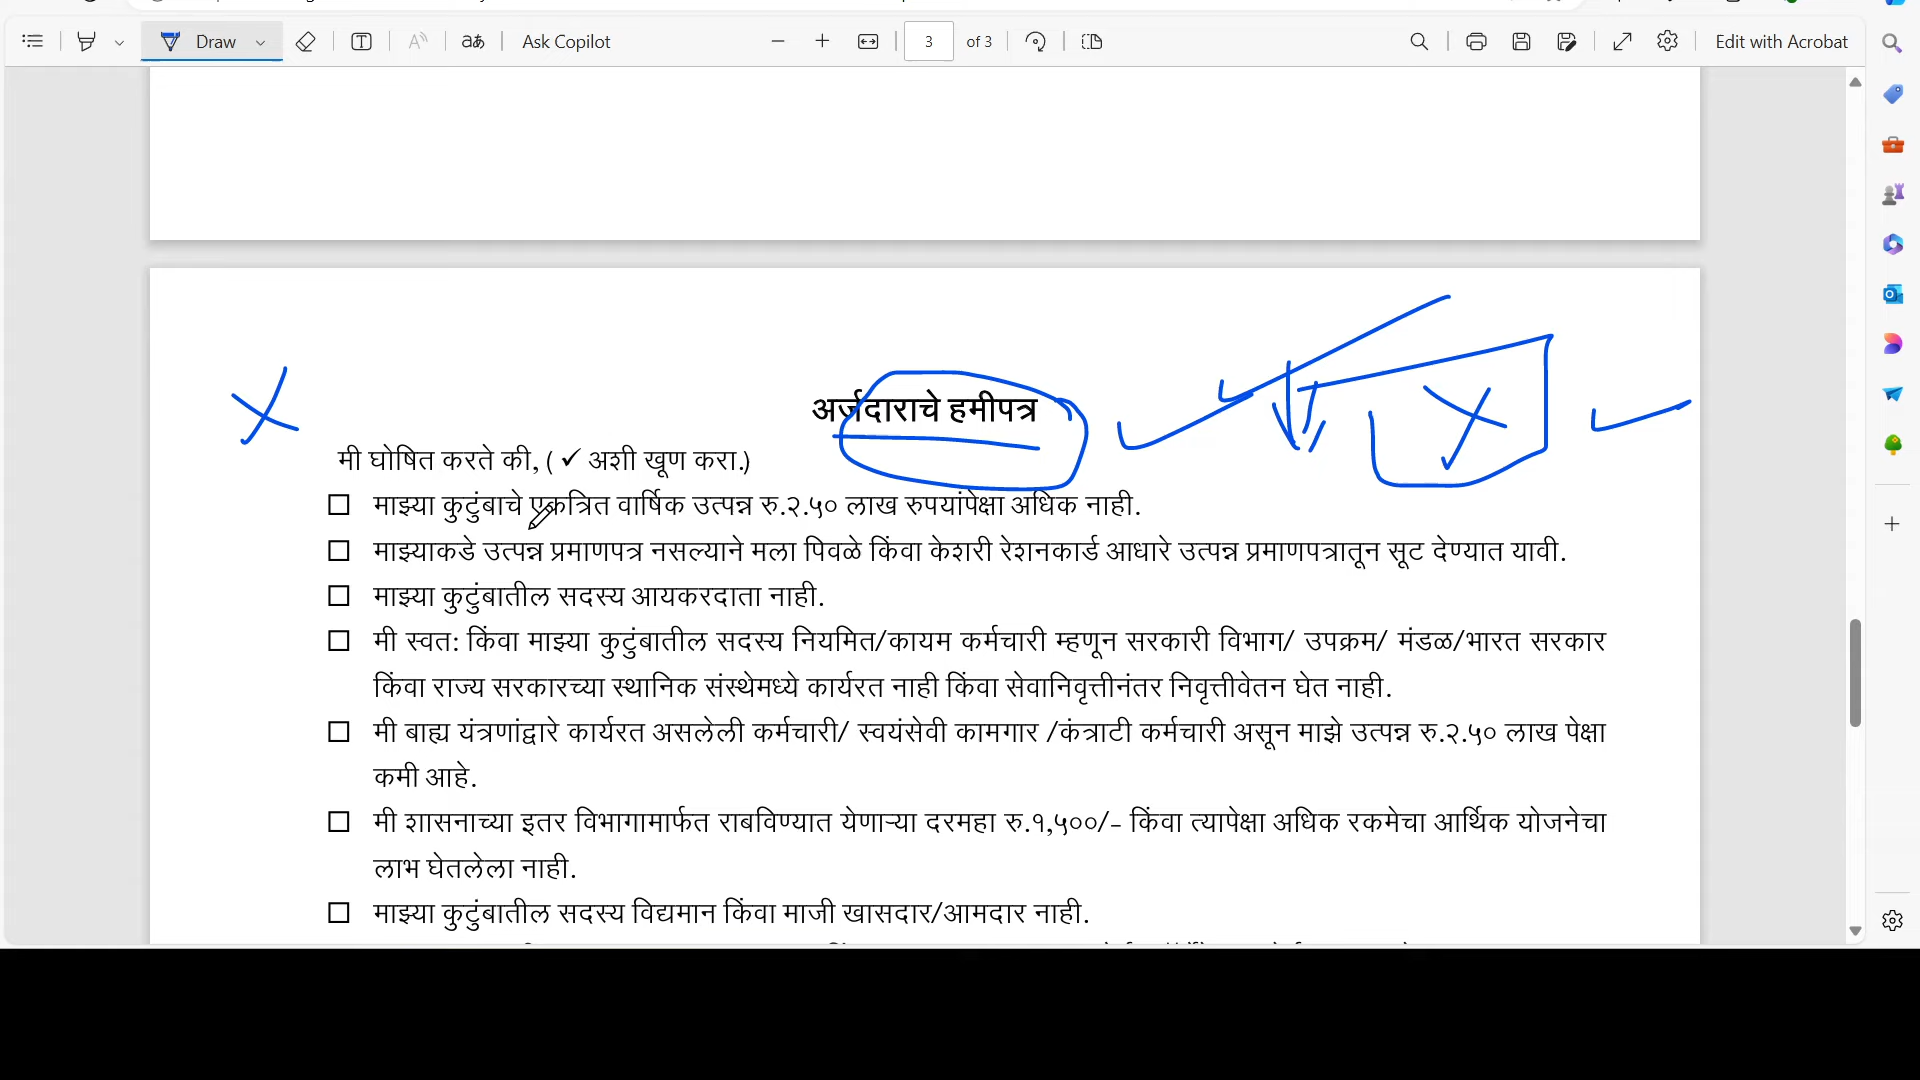 Draw
aあ
Ask Copilot
3
of 3
Edit with Acrobat
अर्जदाराचे हमीपत्र
मी घोषित करते की, ( ✓ अशी खूण करा.)
माझ्या कुटुंबाचे एकत्रित वार्षिक उत्पन्न रु.२.५० लाख रुपयांपेक्षा अधिक नाही.
माझ्याकडे उत्पन्न प्रमाणपत्र नसल्याने मला पिवळे किंवा केशरी रेशनकार्ड आधारे उत्पन्न प्रमाणपत्रातून सूट देण्यात यावी.
माझ्या कुटुंबातील सदस्य आयकरदाता नाही.
मी स्वत: किंवा माझ्या कुटुंबातील सदस्य नियमित/कायम कर्मचारी म्हणून सरकारी विभाग/ उपक्रम/ मंडळ/भारत सरकार
किंवा राज्य सरकारच्या स्थानिक संस्थेमध्ये कार्यरत नाही किंवा सेवानिवृत्तीनंतर निवृत्तीवेतन घेत नाही.
मी बाह्य यंत्रणांद्वारे कार्यरत असलेली कर्मचारी/ स्वयंसेवी कामगार /कंत्राटी कर्मचारी असून माझे उत्पन्न रु.२.५० लाख पेक्षा
कमी आहे.
मी शासनाच्या इतर विभागामार्फत राबविण्यात येणाऱ्या दरमहा रु.१,५००/- किंवा त्यापेक्षा अधिक रकमेचा आर्थिक योजनेचा
लाभ घेतलेला नाही.
माझ्या कुटुंबातील सदस्य विद्यमान किंवा माजी खासदार/आमदार नाही.